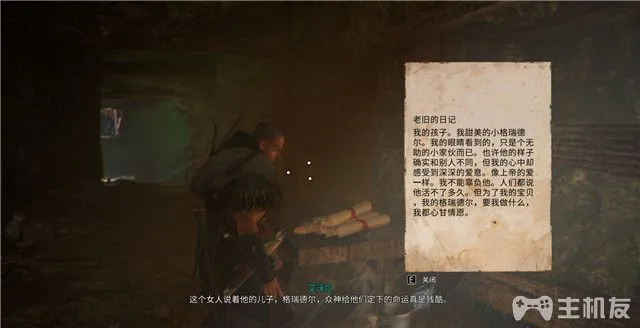 老旧的日记
我的孩子。我甜美的小格瑞德
尔。我的眼睛看到的，只是个无
助的小家伙而已。也许他的样子
确实和别人不同，但我的心中却
感受到深深的爱意。像上帝的爱
一样。我不能辜负他。人们都说
他活不了多久。但为了我的宝贝
，我的格瑞德尔，要我做什么，
我都心甘情愿。
E 关闭
艾沃尔
这个女人说着他的儿子，格瑞德尔，众神给他们定下的命运真足残酷。
主机友